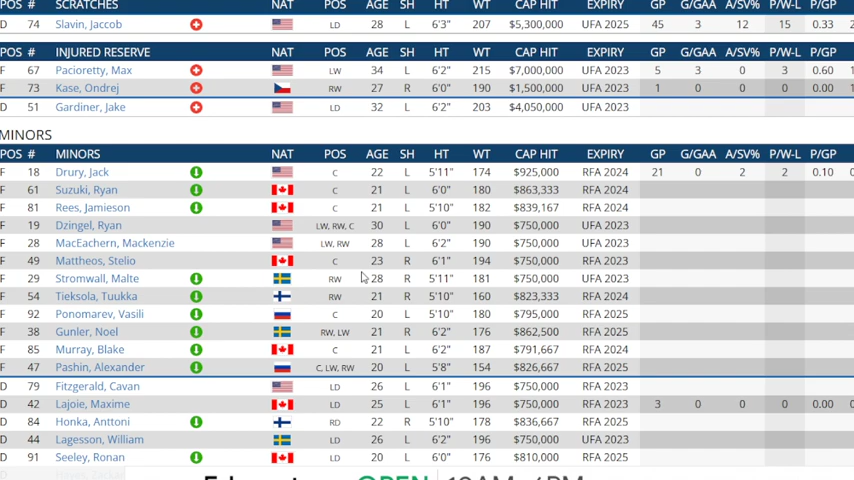 POS # SCRATCHES NAT POS AGE SH HT WT CAP HIT EXPIRY GP G/GAA A/SV% P/W-L P/GP
D 74 Slavin, Jaccob LD 28 L 6'3" 207 $5,300,000 UFA 2025 45 3 12 15 0.33
POS # INJURED RESERVE NAT POS AGE SH HT WT CAP HIT EXPIRY GP G/GAA A/SV% P/W-L P/GP
F 67 Pacioretty, Max LW 34 L 6'2" 215 $7,000,000 UFA 2023 5 3 0 3 0.60
F 73 Kase, Ondrej RW 27 R 6'0" 190 $1,500,000 UFA 2023 1 0 0 0 0.00
D 51 Gardiner, Jake LD 32 L 6'2" 203 $4,050,000 UFA 2023
MINORS
POS # MINORS NAT POS AGE SH HT WT CAP HIT EXPIRY GP G/GAA A/SV% P/W-L P/GP
F 18 Drury, Jack C 22 L 5'11" 174 $925,000 RFA 2024 21 0 2 2 0.10
F 61 Suzuki, Ryan C 21 L 6'0" 180 $863,333 RFA 2024
F 81 Rees, Jamieson C 21 L 5'10" 182 $839,167 RFA 2024
F 19 Dzingel, Ryan LW, RW, C 30 L 6'0" 190 $750,000 UFA 2023
F 28 MacEachern, Mackenzie LW, RW 28 L 6'2" 190 $750,000 UFA 2023
F 49 Mattheos, Stelio C 23 R 6'1" 194 $750,000 RFA 2023
F 29 Stromwall, Malte RW 28 R 5'11" 181 $750,000 UFA 2023
F 54 Tieksola, Tuukka RW 21 R 5'10" 160 $823,333 RFA 2024
F 92 Ponomarev, Vasili C 20 L 5'10" 180 $795,000 RFA 2025
F 38 Gunler, Noel RW, LW 21 R 6'2" 176 $862,500 RFA 2025
F 85 Murray, Blake C 21 L 6'2" 187 $791,667 RFA 2024
F 47 Pashin, Alexander C, LW, RW 20 L 5'8" 154 $826,667 RFA 2025
D 79 Fitzgerald, Cavan LD 26 L 6'1" 196 $750,000 RFA 2023
D 42 Lajoie, Maxime LD 25 L 6'1" 196 $750,000 RFA 2023 3 0 0 0 0.00
D 84 Honka, Anttoni RD 22 R 5'10" 178 $836,667 RFA 2025
D 44 Lagesson, William LD 26 L 6'2" 196 $750,000 UFA 2023
D 91 Seeley, Ronan LD 20 L 6'0" 176 $810,000 RFA 2025
D
OPEN